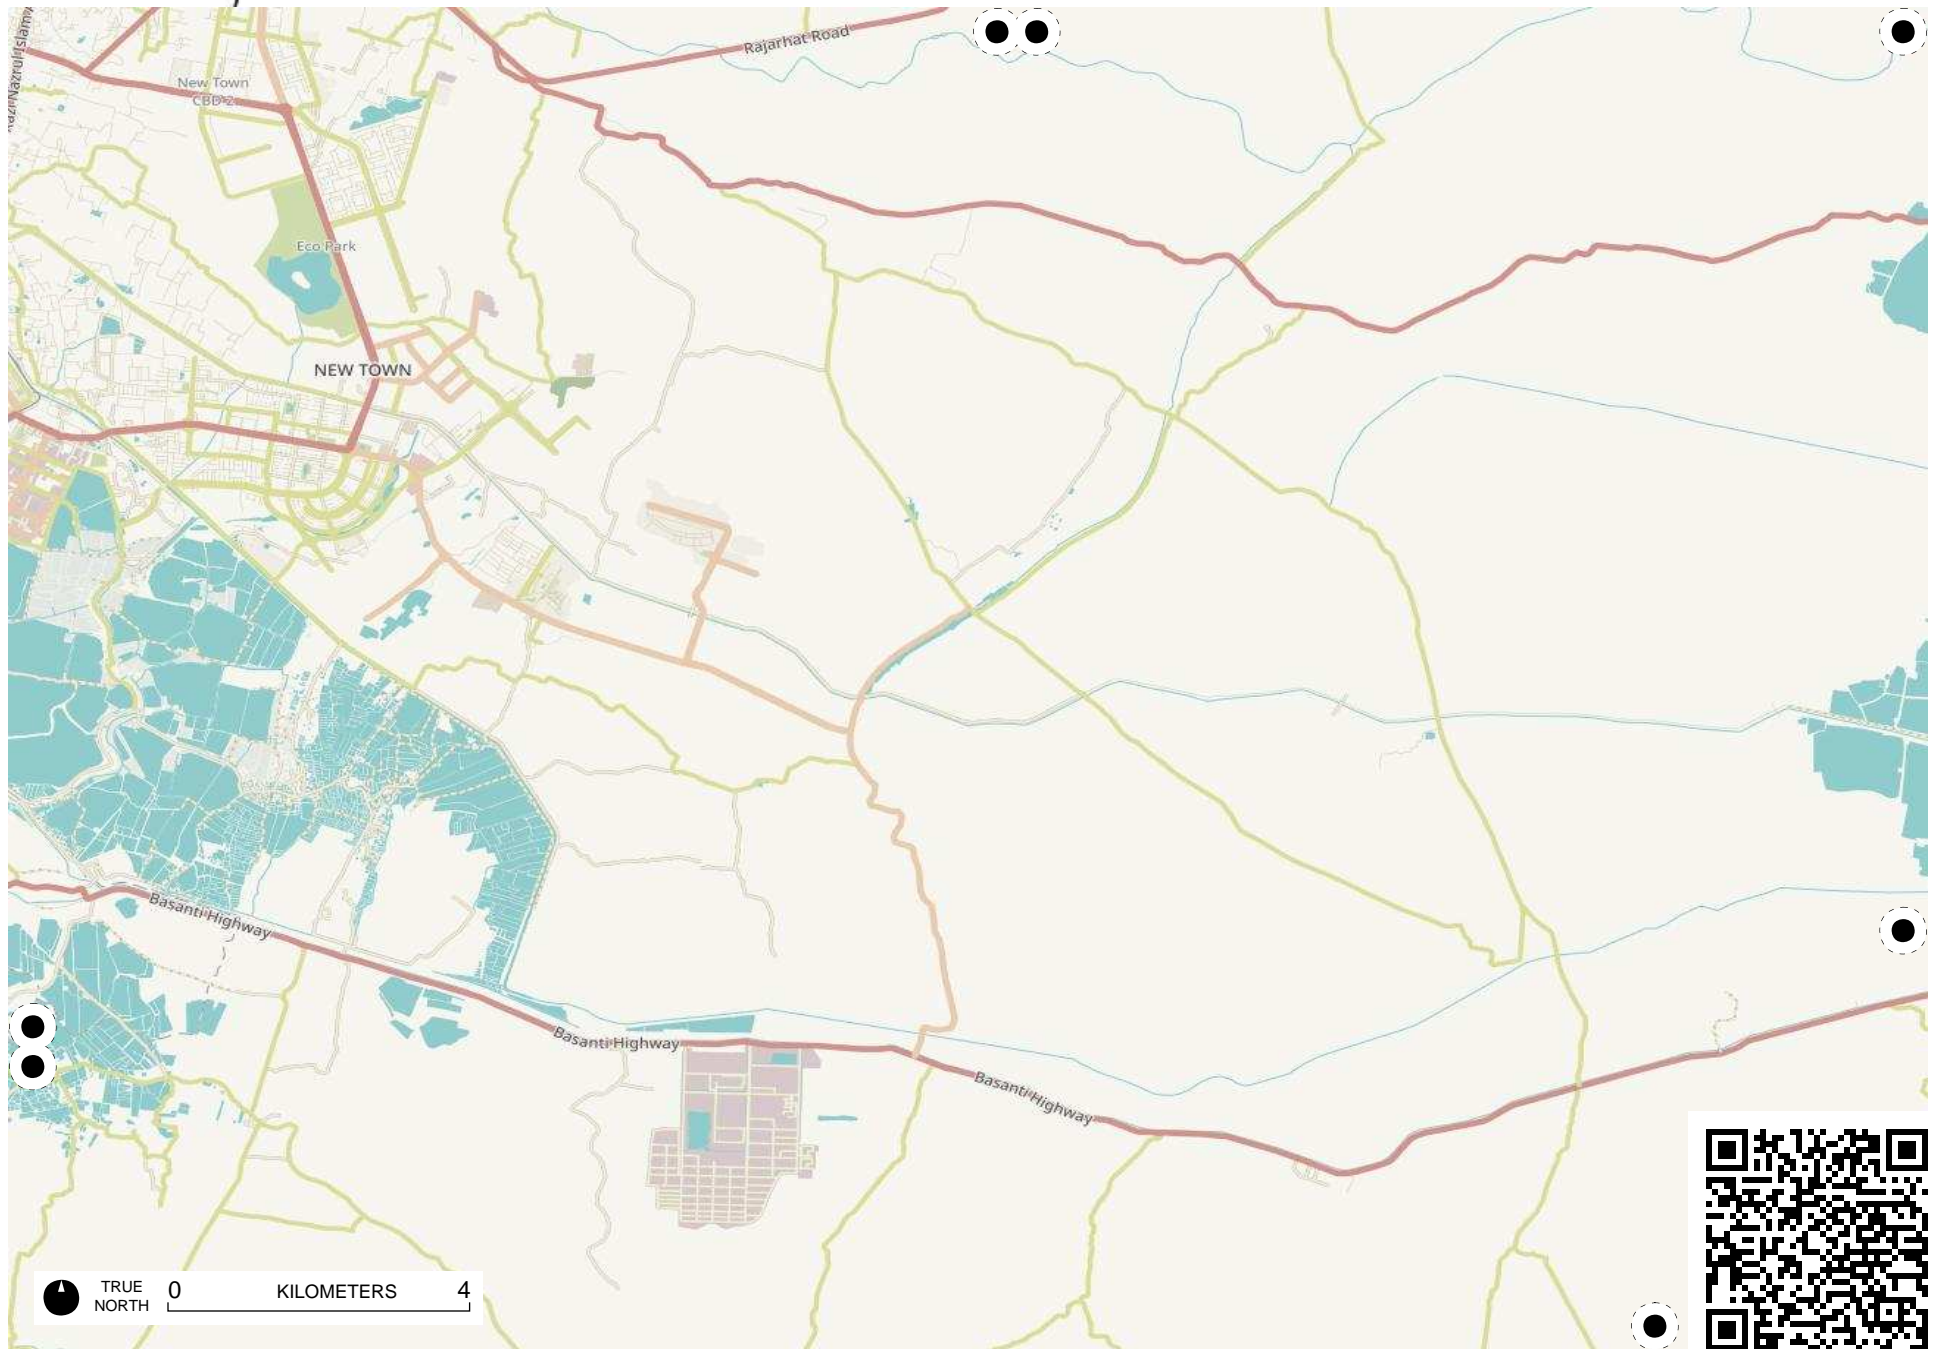 Rajarhat Road
New Town
CBD 2
Eco Park
NEW TOWN
Basanti Highway
Basanti Highway
Basanti Highway
TRUE
NORTH
0 KILOMETERS 4